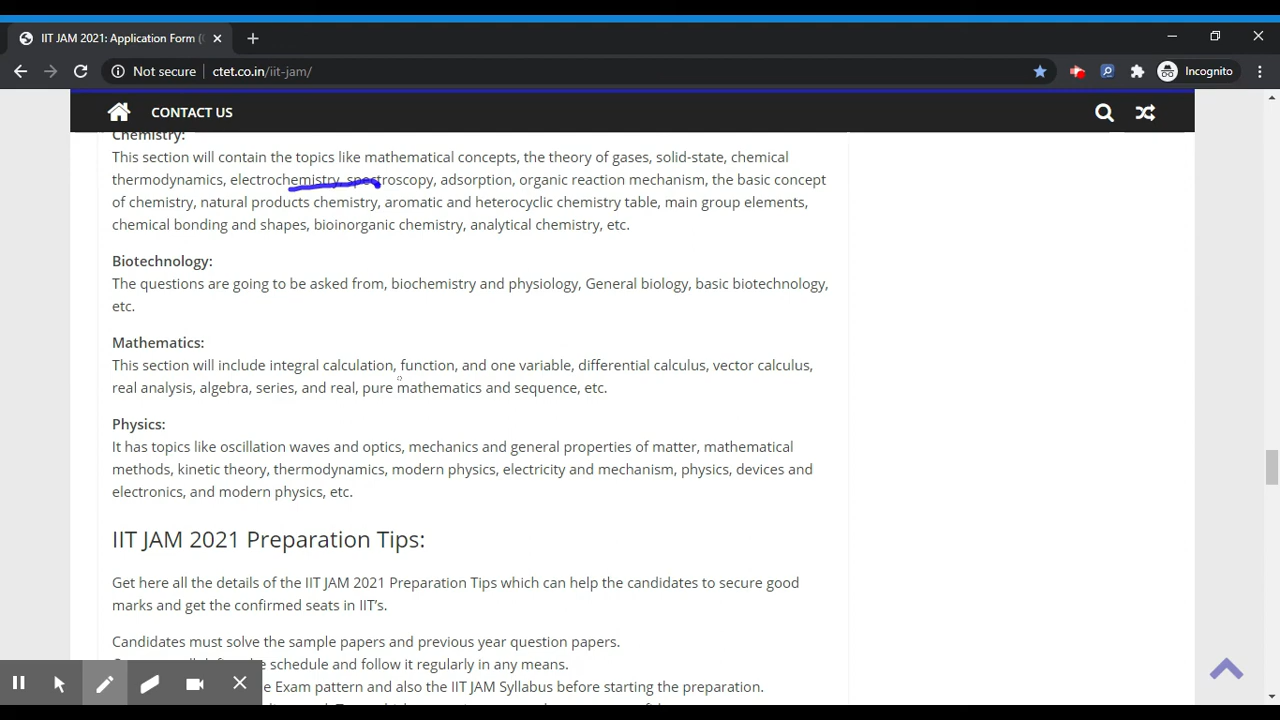 IIT JAM 2021: Application Form (
Not secure ctet.co.in/iit-jam/ Incognito
CONTACT US
Chemistry:
This section will contain the topics like mathematical concepts, the theory of gases, solid-state, chemical
thermodynamics, electrochemistry, spectroscopy, adsorption, organic reaction mechanism, the basic concept
of chemistry, natural products chemistry, aromatic and heterocyclic chemistry table, main group elements,
chemical bonding and shapes, bioinorganic chemistry, analytical chemistry, etc.
Biotechnology:
The questions are going to be asked from, biochemistry and physiology, General biology, basic biotechnology,
etc.
Mathematics:
This section will include integral calculation, function, and one variable, differential calculus, vector calculus,
real analysis, algebra, series, and real, pure mathematics and sequence, etc.
Physics:
It has topics like oscillation waves and optics, mechanics and general properties of matter, mathematical
methods, kinetic theory, thermodynamics, modern physics, electricity and mechanism, physics, devices and
electronics, and modern physics, etc.
IIT JAM 2021 Preparation Tips:
Get here all the details of the IIT JAM 2021 Preparation Tips which can help the candidates to secure good
marks and get the confirmed seats in IIT's.
Candidates must solve the sample papers and previous year question papers.
schedule and follow it regularly in any means.
Exam pattern and also the IIT JAM Syllabus before starting the preparation.